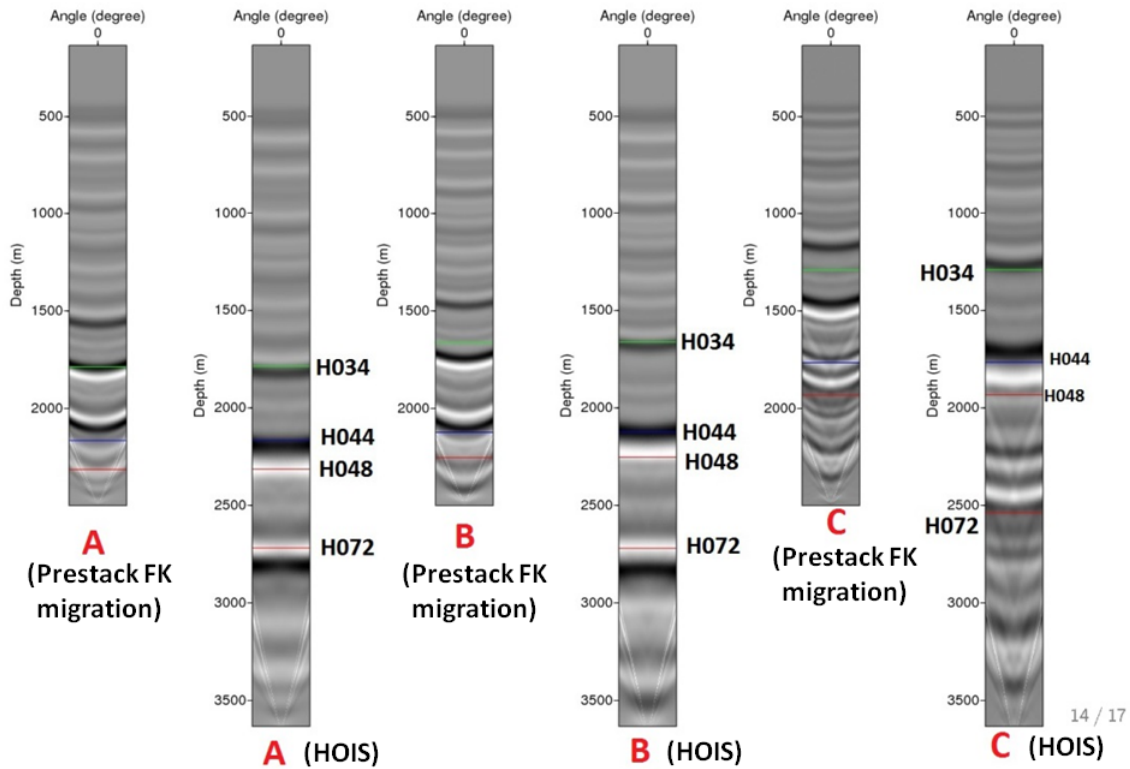 Angle (degree)
0
Depth (m)
500
1000
1500
2000
A
(Prestack FK
migration)
Angle (degree)
0
Depth (m)
500
1000
1500
2000
2500
3000
3500
H034
H044
H048
H072
A (HOIS)
Angle (degree)
0
Depth (m)
500
1000
1500
2000
B
(Prestack FK
migration)
Angle (degree)
0
Depth (m)
500
1000
1500
2000
2500
3000
3500
H034
H044
H048
H072
B (HOIS)
Angle (degree)
0
Depth (m)
500
1000
1500
2000
C
(Prestack FK
migration)
Angle (degree)
0
Depth (m)
500
1000
1500
2000
2500
3000
3500
H034
H044
H048
H072
C (HOIS)
14 / 17